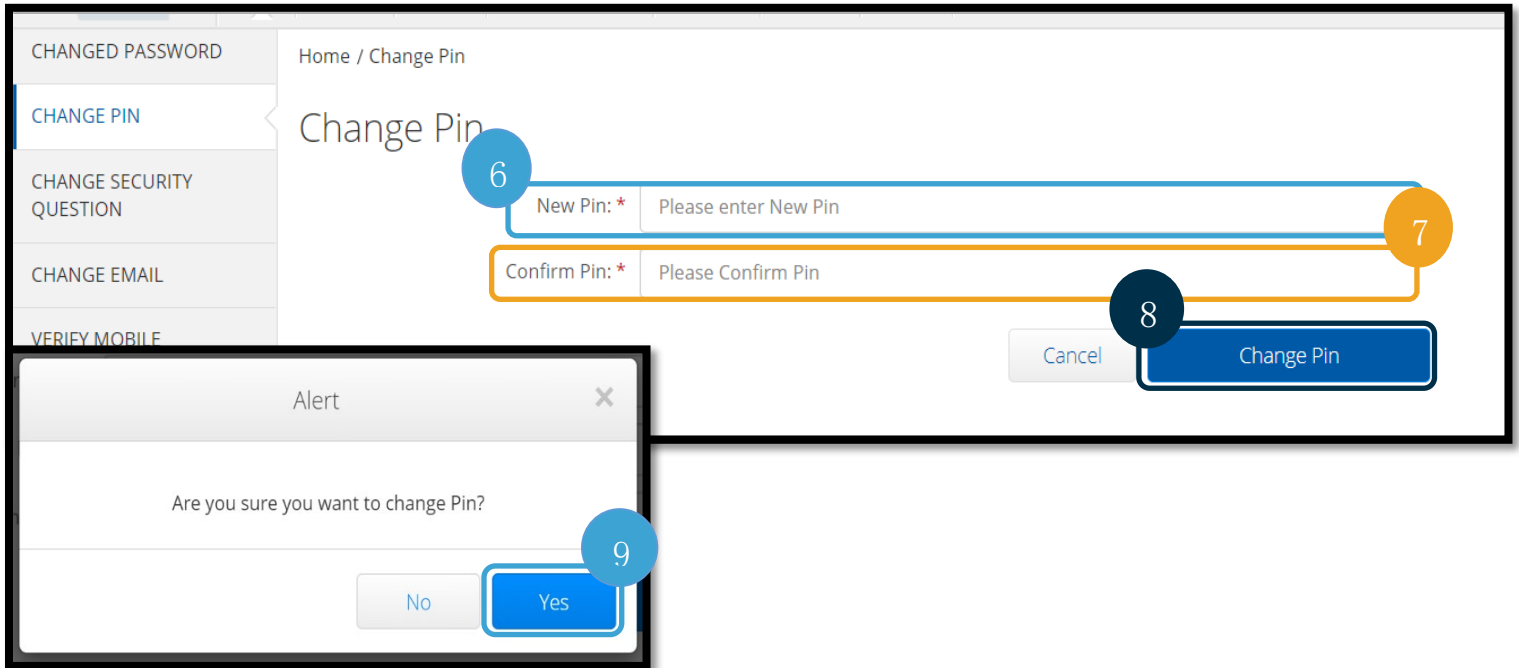 CHANGED PASSWORD
CHANGE PIN
CHANGE SECURITY
QUESTION
CHANGE EMAIL
VERIFY MOBILE
Home / Change Pin
Change Pin
6
New Pin: * Please enter New Pin
7
Confirm Pin: * Please Confirm Pin
8
Cancel Change Pin
Alert ×
Are you sure you want to change Pin?
9
No Yes